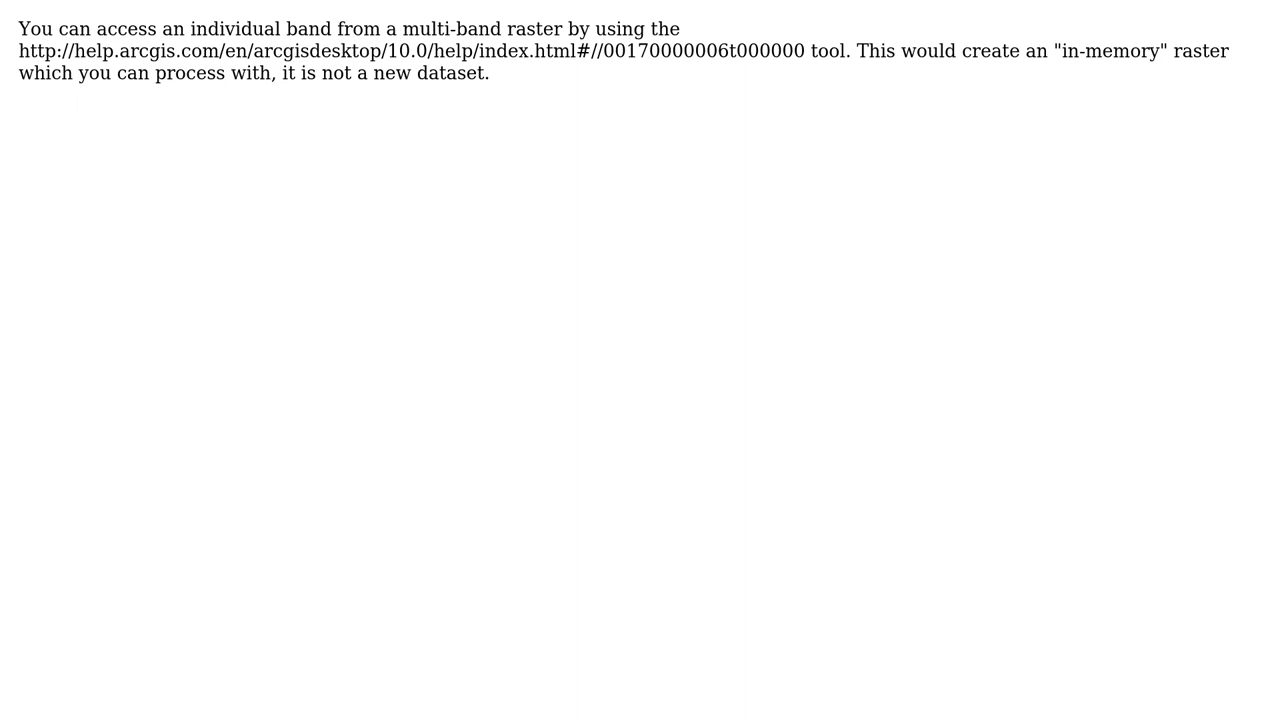 You can access an individual band from a multi-band raster by using the
http://help.arcgis.com/en/arcgisdesktop/10.0/help/index.html#//00170000006t000000 tool. This would create an "in-memory" raster
which you can process with, it is not a new dataset.